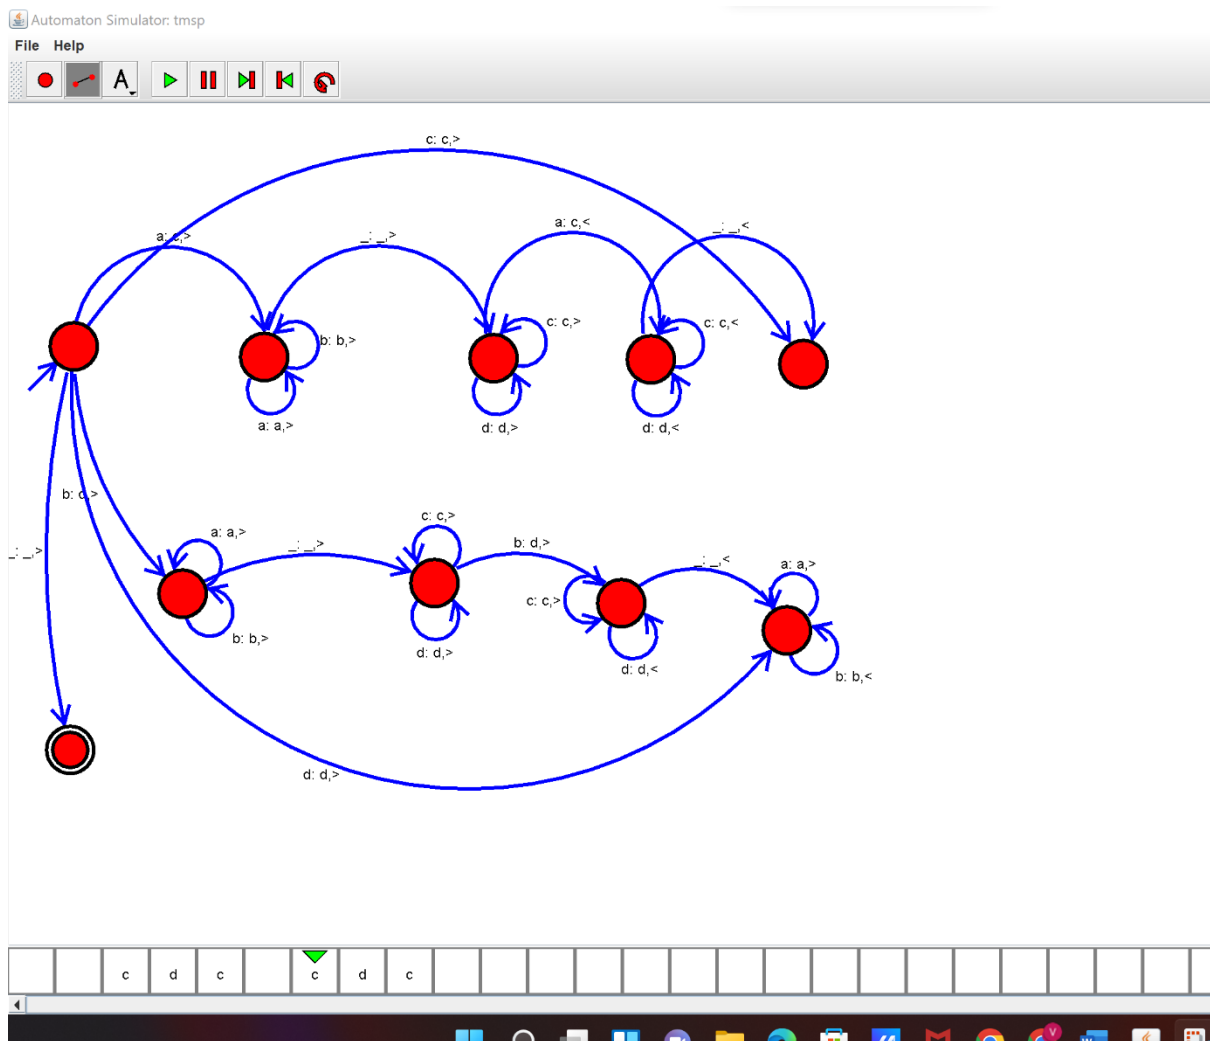 Automaton Simulator: tmsp
File Help
A
c: c,>
a: c,>
_: _,>
a: c,<
_: _,<
b: b,>
c: c,>
c: c,<
a: a,>
d: d,>
d: d,<
b: d,>
a: a,>
_: _,>
c: c,>
b: d,>
_: _,<
a: a,>
_: _,>
c: c,>
b: b,>
d: d,>
d: d,<
b: b,<
d: d,>
c d c c d c
V